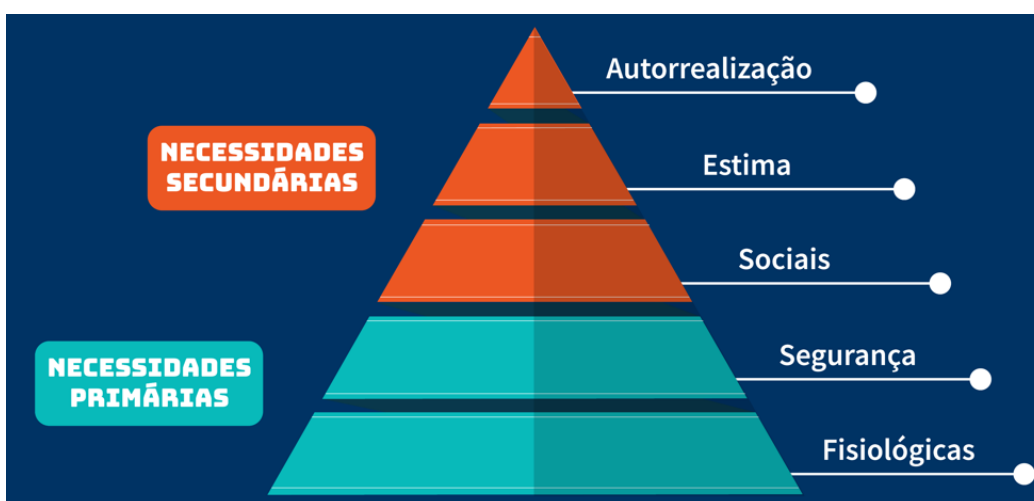 Autorrealização
NECESSIDADES
SECUNDÁRIAS
Estima
Sociais
Segurança
NECESSIDADES
PRIMÁRIAS
Fisiológicas